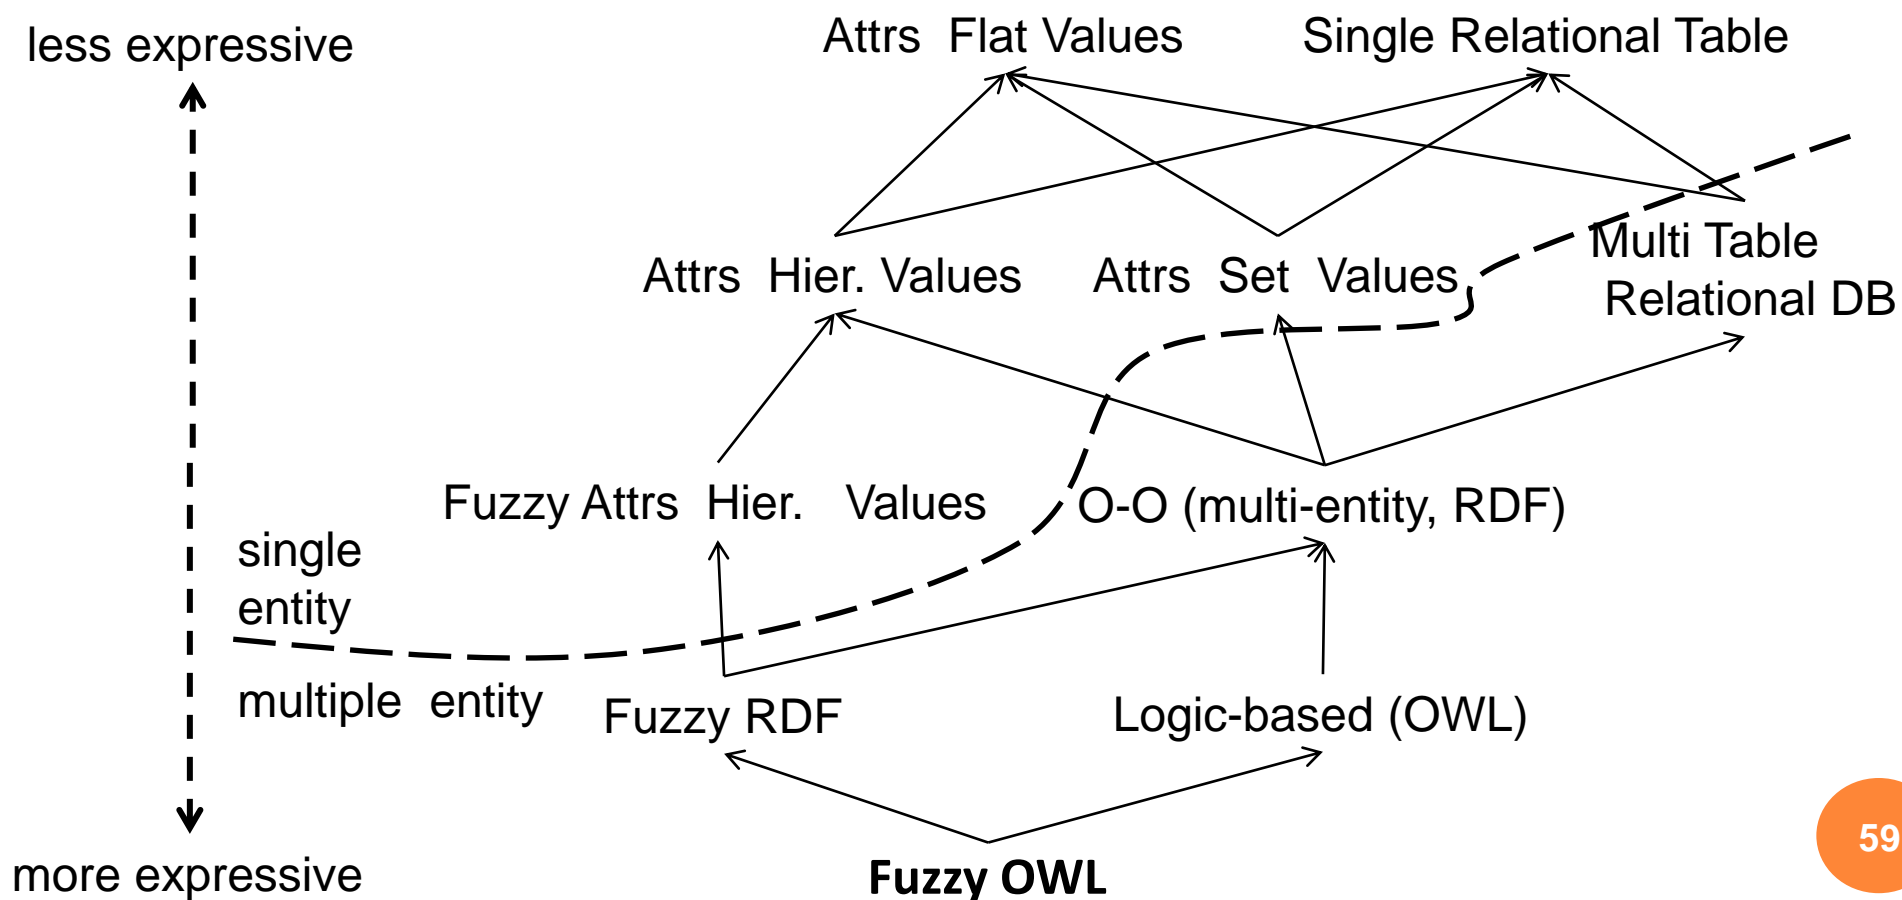 less expressive
Attrs Flat Values
Single Relational Table
Attrs Hier. Values
Attrs Set Values
Multi Table
Relational DB
Fuzzy Attrs Hier. Values
O-O (multi-entity, RDF)
single
entity
multiple entity
Fuzzy RDF
Logic-based (OWL)
more expressive
Fuzzy OWL
59